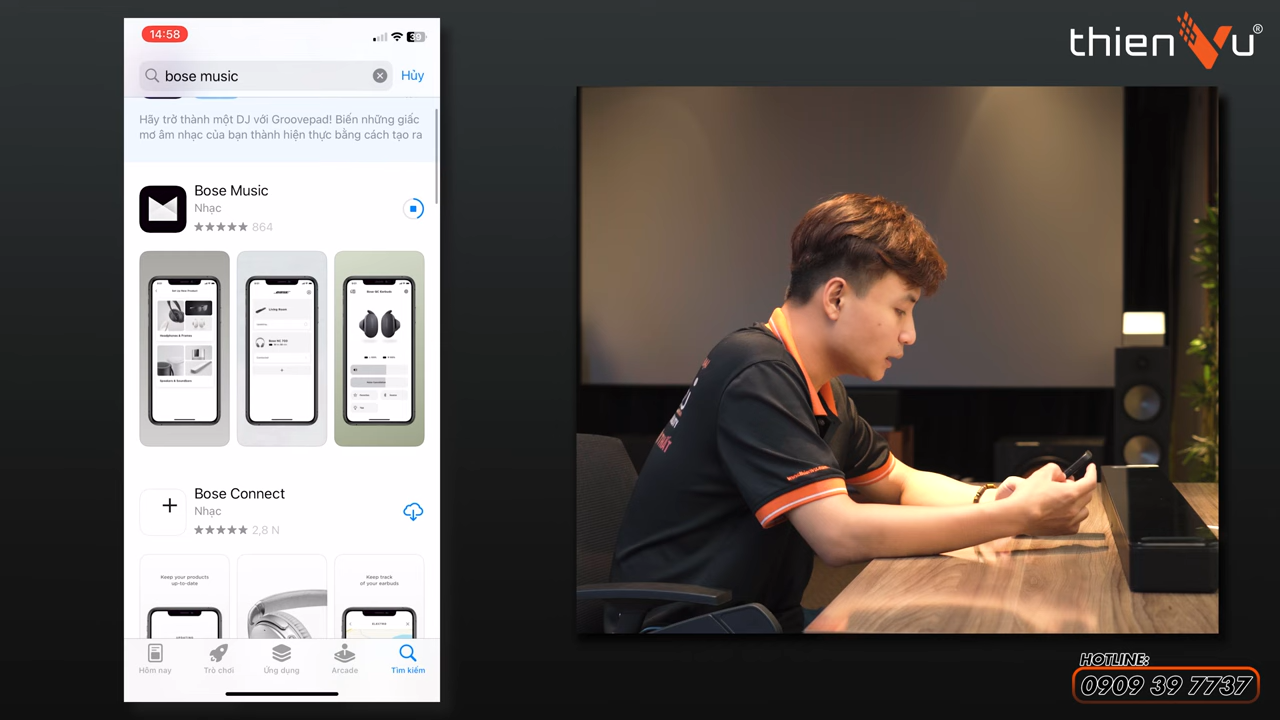 14:58
39
bose music
Hủy
Hãy trở thành một DJ với Groovepad! Biến những giấc
mơ âm nhạc của bạn thành hiện thực bằng cách tạo ra
Bose Music
Nhạc
864
Bose Connect
Nhạc
2,8 N
Keep your products
up-to-date
Keep track
of your earbuds
Hôm nay
Trò chơi
Ứng dụng
Arcade
Tìm kiếm
thienVu®
HOTLINE:
0909 39 7737